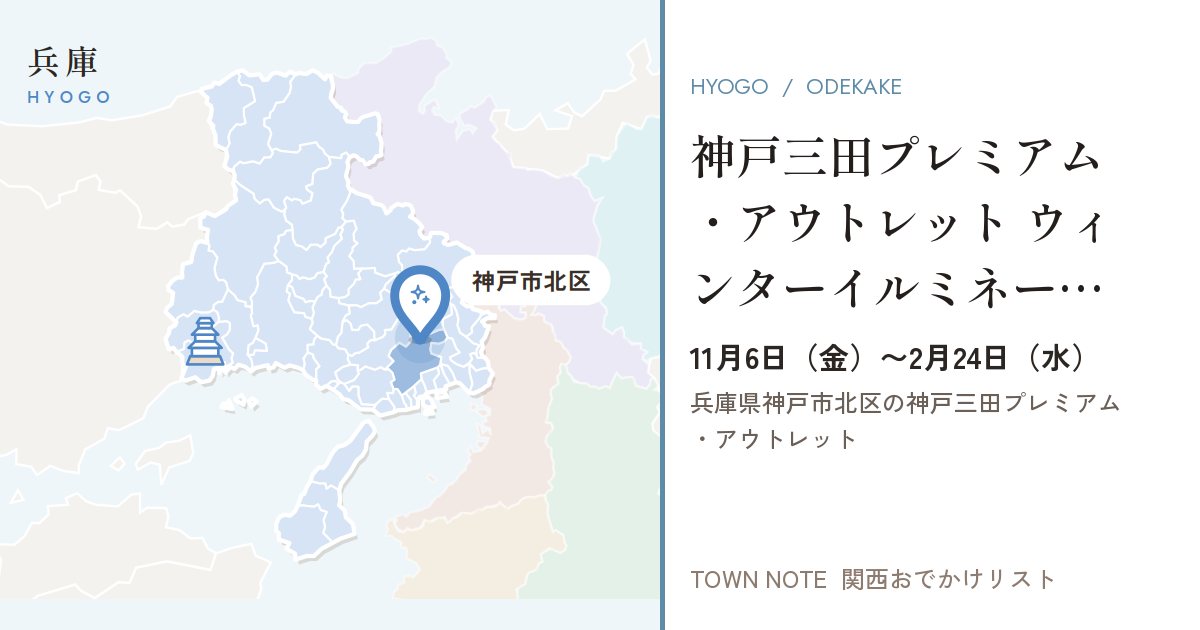 兵庫
HYOGO
神戸市北区
HYOGO / ODEKAKE
神戸三田プレミアム
・アウトレット ウィ
ンターイルミネー…
11月6日（金）〜2月24日（水）
兵庫県神戸市北区の神戸三田プレミアム
・アウトレット
TOWN NOTE 関西おでかけリスト